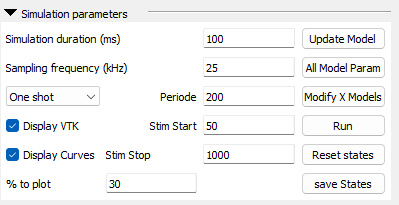 Simulation parameters
Simulation duration (ms) 100 Update Model
Sampling frequency (kHz) 25 All Model Param
One shot Periode 200 Modify X Models
Display VTK Stim Start 50 Run
Display Curves Stim Stop 1000 Reset states
% to plot 30 save States